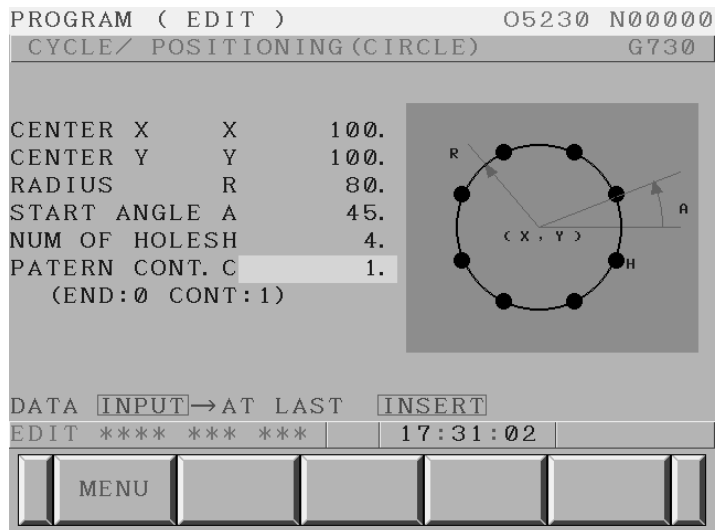 PROGRAM ( EDIT ) O5230 N00000
CYCLE/ POSITIONING(CIRCLE) G730
CENTER X X 100.
CENTER Y Y 100.
RADIUS R 80.
START ANGLE A 45.
NUM OF HOLESH 4.
PATERN CONT. C 1.
(END:0 CONT:1)
R
A
(X,Y)
H
DATA INPUT→AT LAST INSERT
EDIT **** *** *** 17:31:02
MENU